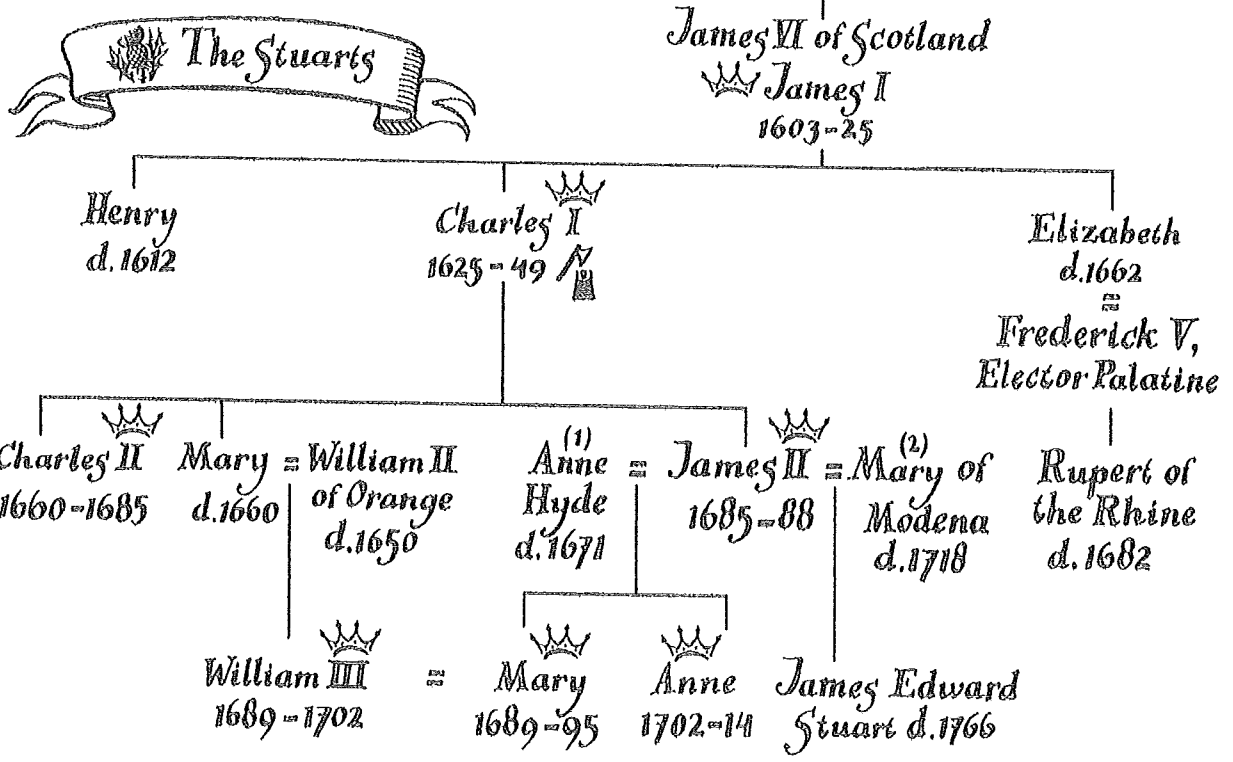 The Stuarts
James VI of Scotland
James I
1603-25
Henry
d.1612
Charles I
1625-49
Elizabeth
d.1662
=
Frederick V,
Elector Palatine
Charles II
1660-1685
Mary = William II
d.1660
of Orange
d.1650
(1)
Anne = James II = Mary of
Hyde
d.1671
1685-88
(2)
Modena
d.1718
Rupert of
the Rhine
d.1682
William III = Mary
1689-1702
1689-95
Anne
1702-14
James Edward
Stuart d.1766